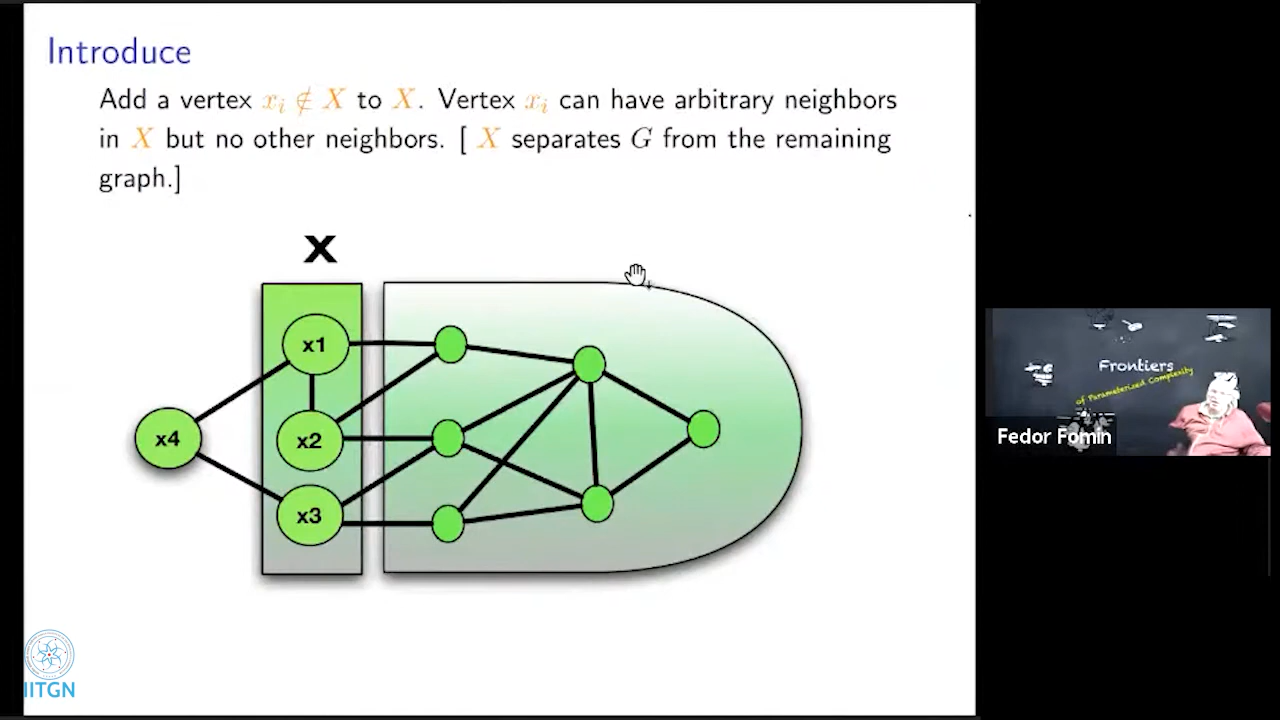 Introduce
Add a vertex xᵢ ∉ X to X. Vertex xᵢ can have arbitrary neighbors
in X but no other neighbors. [ X separates G from the remaining
graph.]
X
x1
x4
x2
x3
Frontiers
of Parameterized Complexity
Fedor Fomin
IITGN